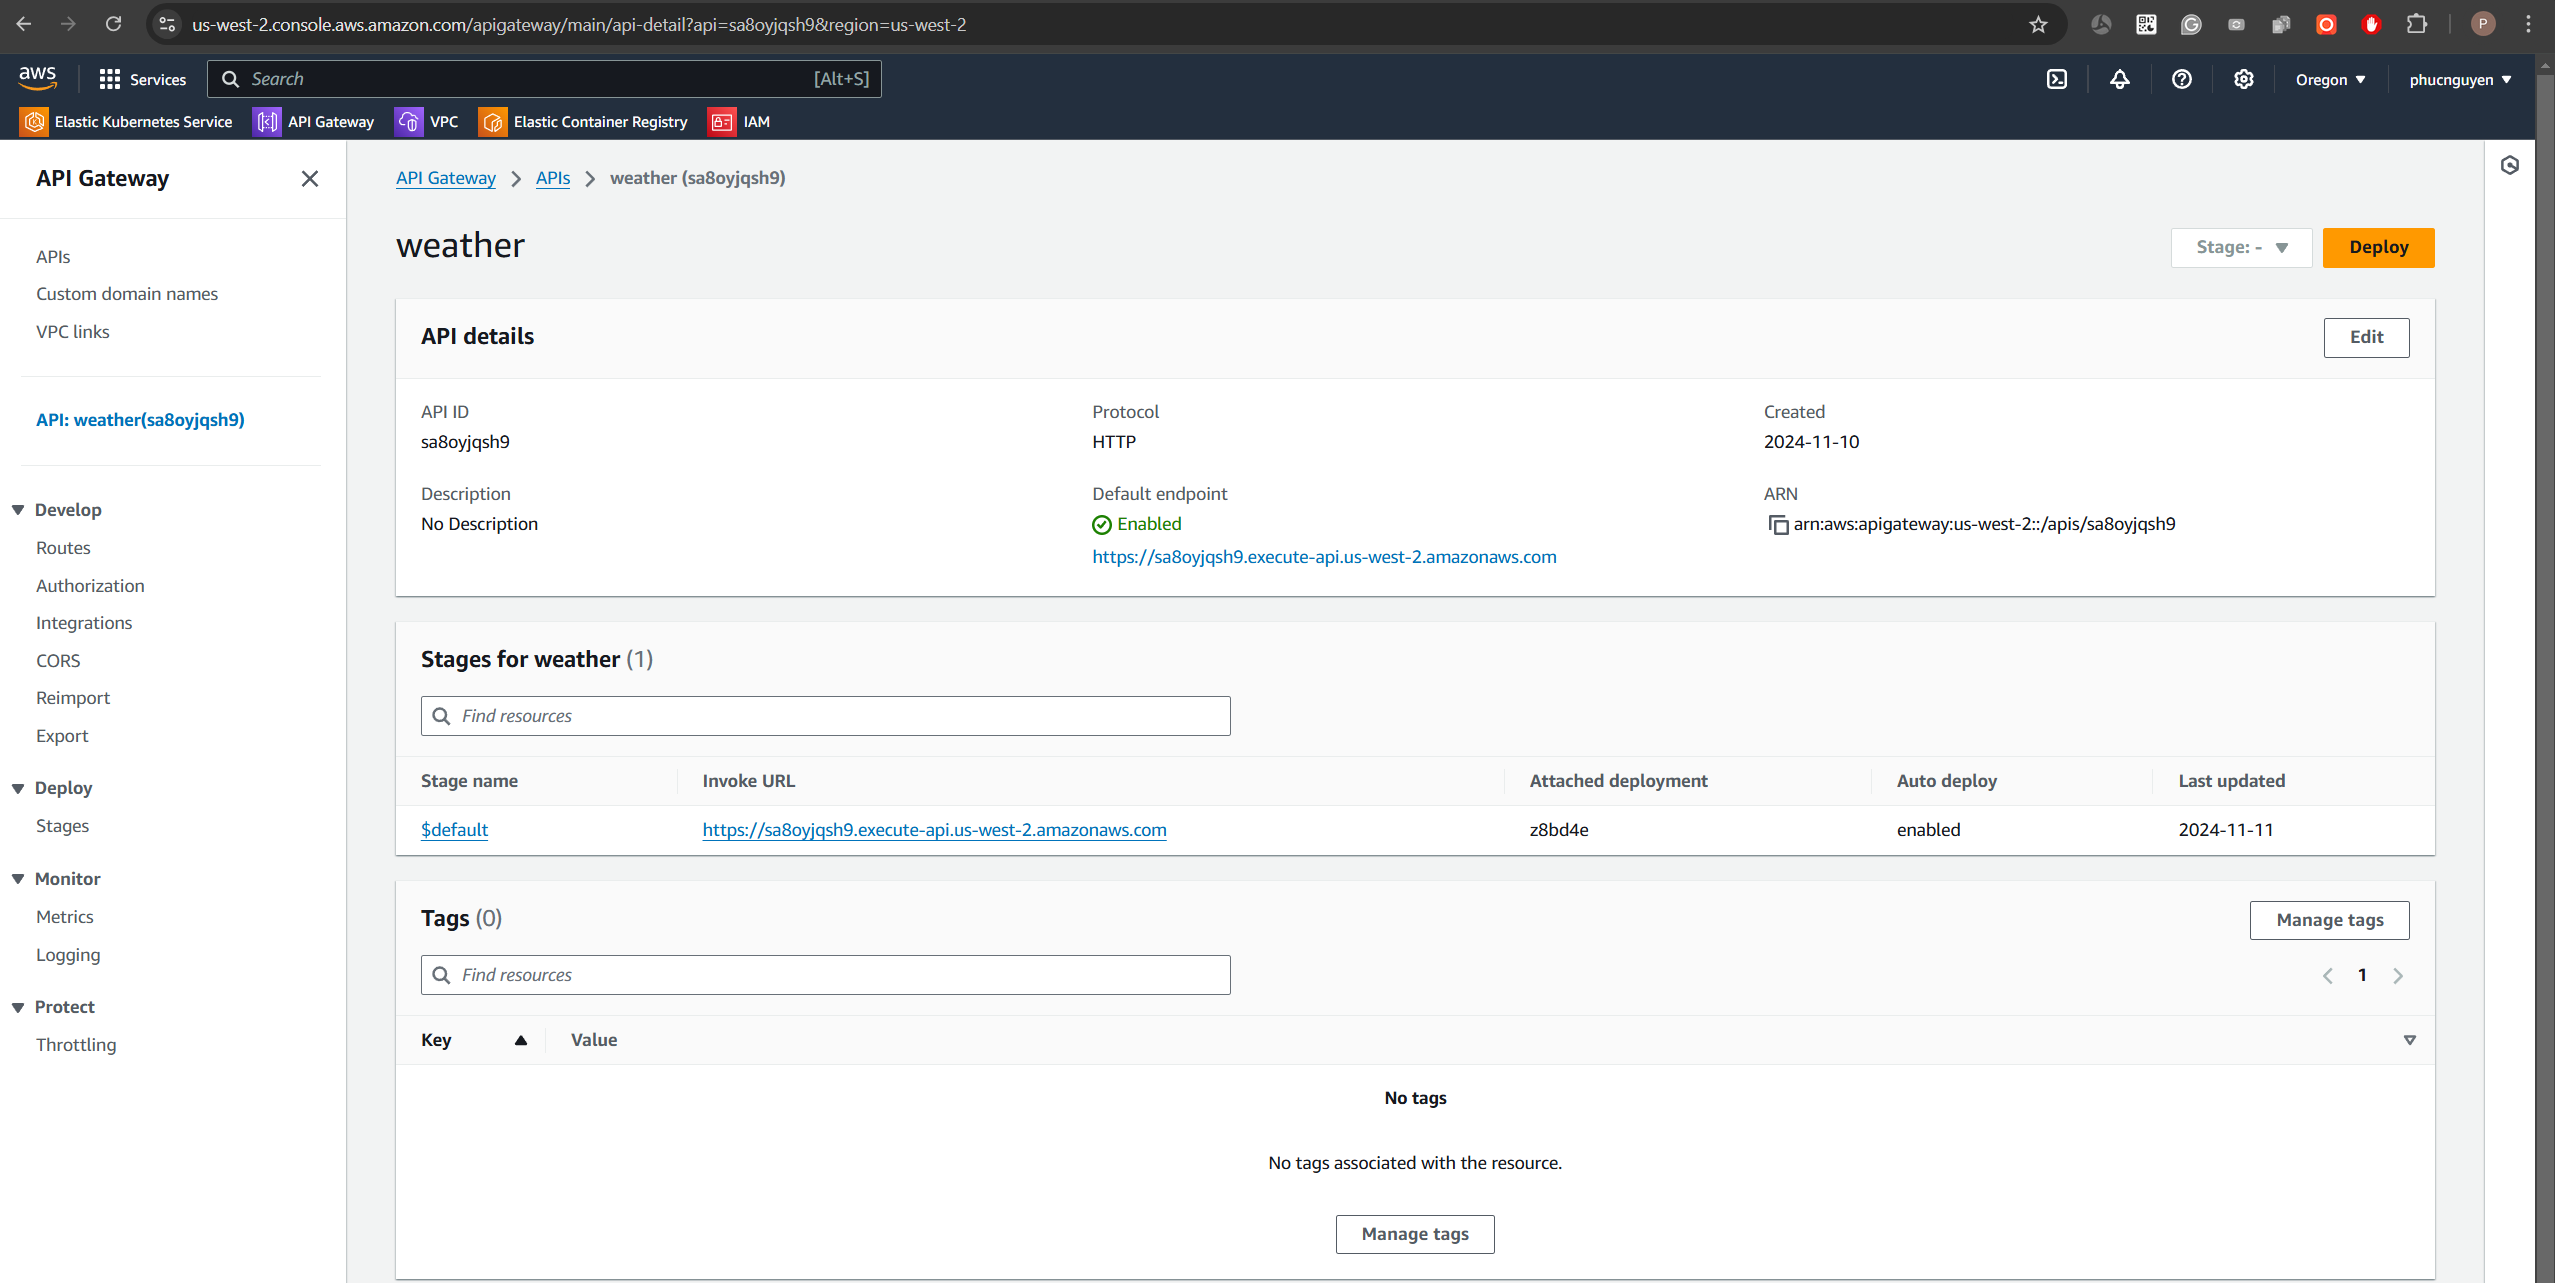 us-west-2.console.aws.amazon.com/apigateway/main/api-detail?api=sa8oyjqsh9&region=us-west-2
P
aws
Services
Search
[Alt+S]
Oregon
phucnguyen
Elastic Kubernetes Service
API Gateway
VPC
Elastic Container Registry
IAM
API Gateway
APIs
Custom domain names
VPC links
API: weather(sa8oyjqsh9)
Develop
Routes
Authorization
Integrations
CORS
Reimport
Export
Deploy
Stages
Monitor
Metrics
Logging
Protect
Throttling
API Gateway > APIs > weather (sa8oyjqsh9)
weather
Stage: -
Deploy
API details
Edit
API ID
sa8oyjqsh9
Protocol
HTTP
Created
2024-11-10
Description
No Description
Default endpoint
Enabled
https://sa8oyjqsh9.execute-api.us-west-2.amazonaws.com
ARN
arn:aws:apigateway:us-west-2::/apis/sa8oyjqsh9
Stages for weather (1)
Find resources
Stage name Invoke URL Attached deployment Auto deploy Last updated
$default https://sa8oyjqsh9.execute-api.us-west-2.amazonaws.com z8bd4e enabled 2024-11-11
Tags (0)
Manage tags
Find resources
1
Key Value
No tags
No tags associated with the resource.
Manage tags